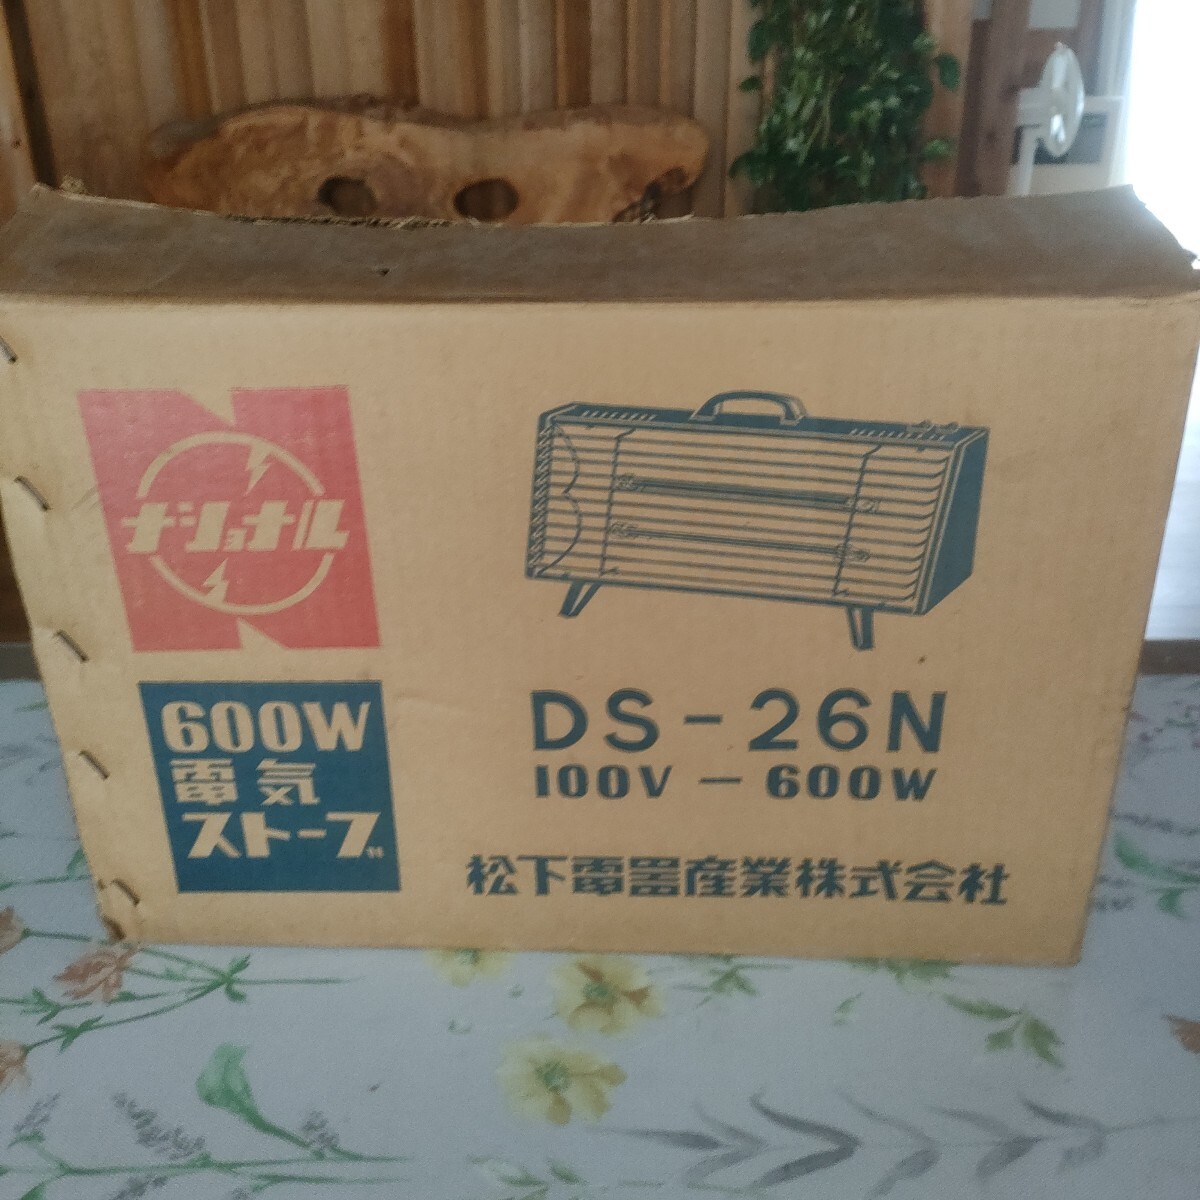 ナショナル
600W
電気
ストーブ
DS-26N
100V-600W
松下電器産業株式会社